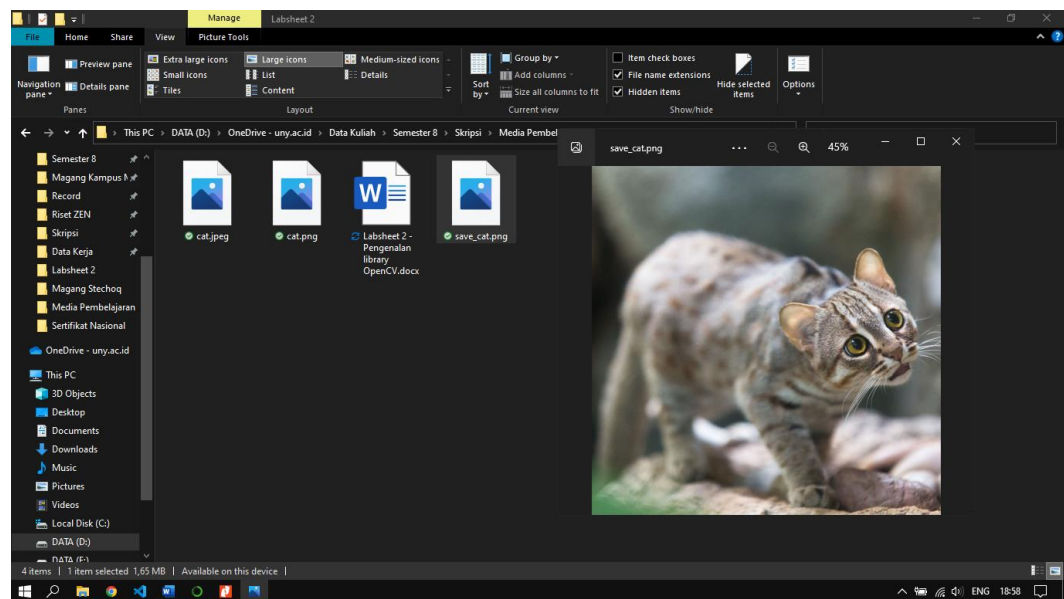 Manage
Labsheet 2
File
Home
Share
View
Picture Tools
Navigation pane
Preview pane
Details pane
Panes
Extra large icons
Large icons
Medium-sized icons
Small icons
List
Details
Tiles
Content
Layout
Sort by
Group by
Add columns
Size all columns to fit
Current view
Item check boxes
File name extensions
Hidden items
Hide selected items
Show/hide
Options
This PC > DATA (D:) > OneDrive - uny.ac.id > Data Kuliah > Semester 8 > Skripsi > Media Pembel
Semester 8
Magang Kampus
Record
Riset ZEN
Skripsi
Data Kerja
Labsheet 2
Magang Stechoq
Media Pembelajaran
Sertifikat Nasional
OneDrive - uny.ac.id
This PC
3D Objects
Desktop
Documents
Downloads
Music
Pictures
Videos
Local Disk (C:)
DATA (D:)
DATA (E:)
cat.jpeg
cat.png
Labsheet 2 -
Pengenalan
library
OpenCV.docx
save_cat.png
save_cat.png
45%
4 items | 1 item selected 1,65 MB | Available on this device |
ENG 18:58